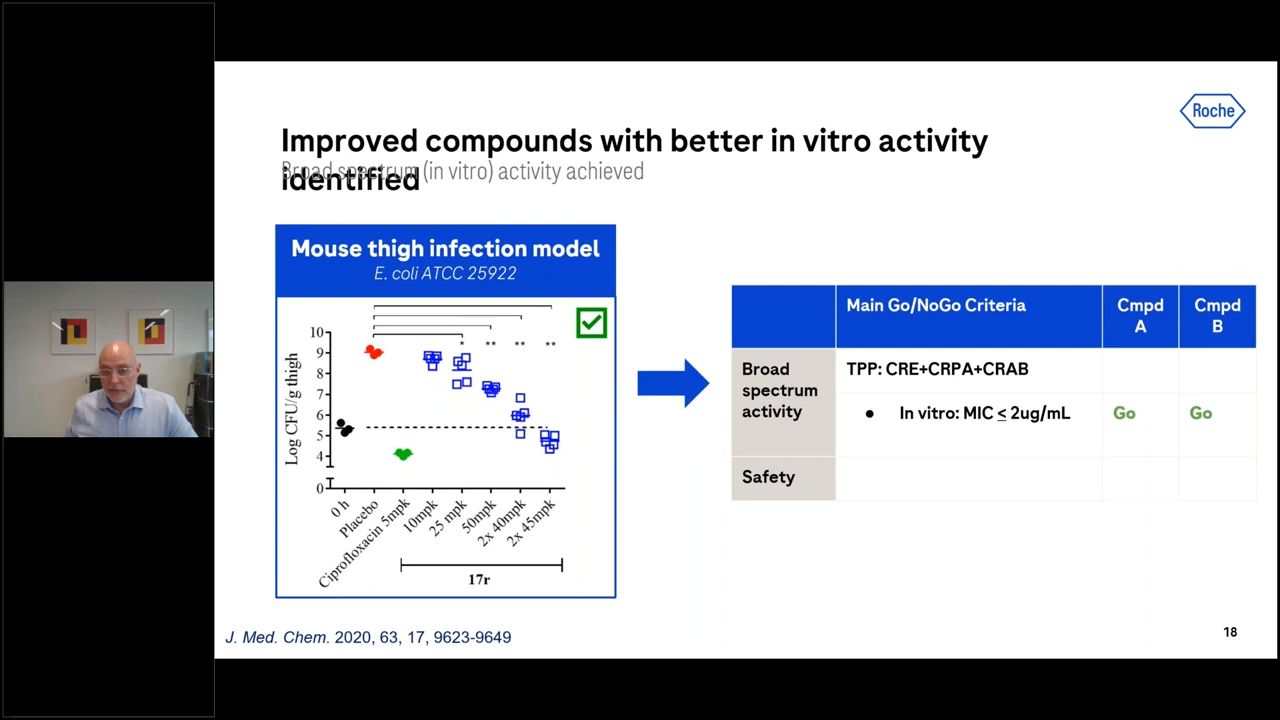 Roche
Improved compounds with better in vitro activity
identified
Broad spectrum (in vitro) activity achieved
Mouse thigh infection model
E. coli ATCC 25922
* ** ** **
Log CFU/g thigh
10
9
8
7
6
5
4
0
0 h
Placebo
Ciprofloxacin 5mpk
10mpk
25 mpk
50mpk
2x 40mpk
2x 45mpk
17r
Main Go/NoGo Criteria
Cmpd
A
Cmpd
B
Broad
spectrum
activity
TPP: CRE+CRPA+CRAB
● In vitro: MIC ≤ 2ug/mL
Go
Go
Safety
J. Med. Chem. 2020, 63, 17, 9623-9649
18